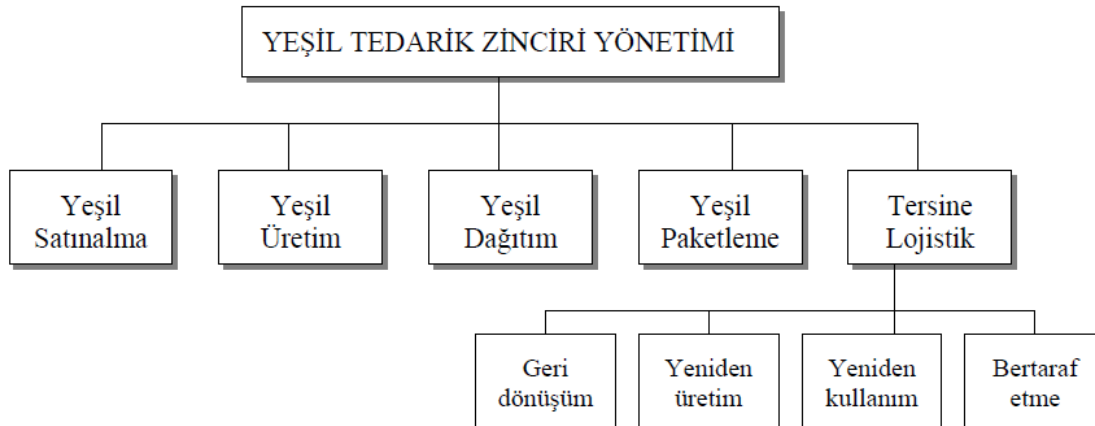 YEŞİL TEDARİK ZİNCİRİ YÖNETİMİ
Yeşil
Satınalma
Yeşil
Üretim
Yeşil
Dağıtım
Yeşil
Paketleme
Tersine
Lojistik
Geri
dönüşüm
Yeniden
üretim
Yeniden
kullanım
Bertaraf
etme